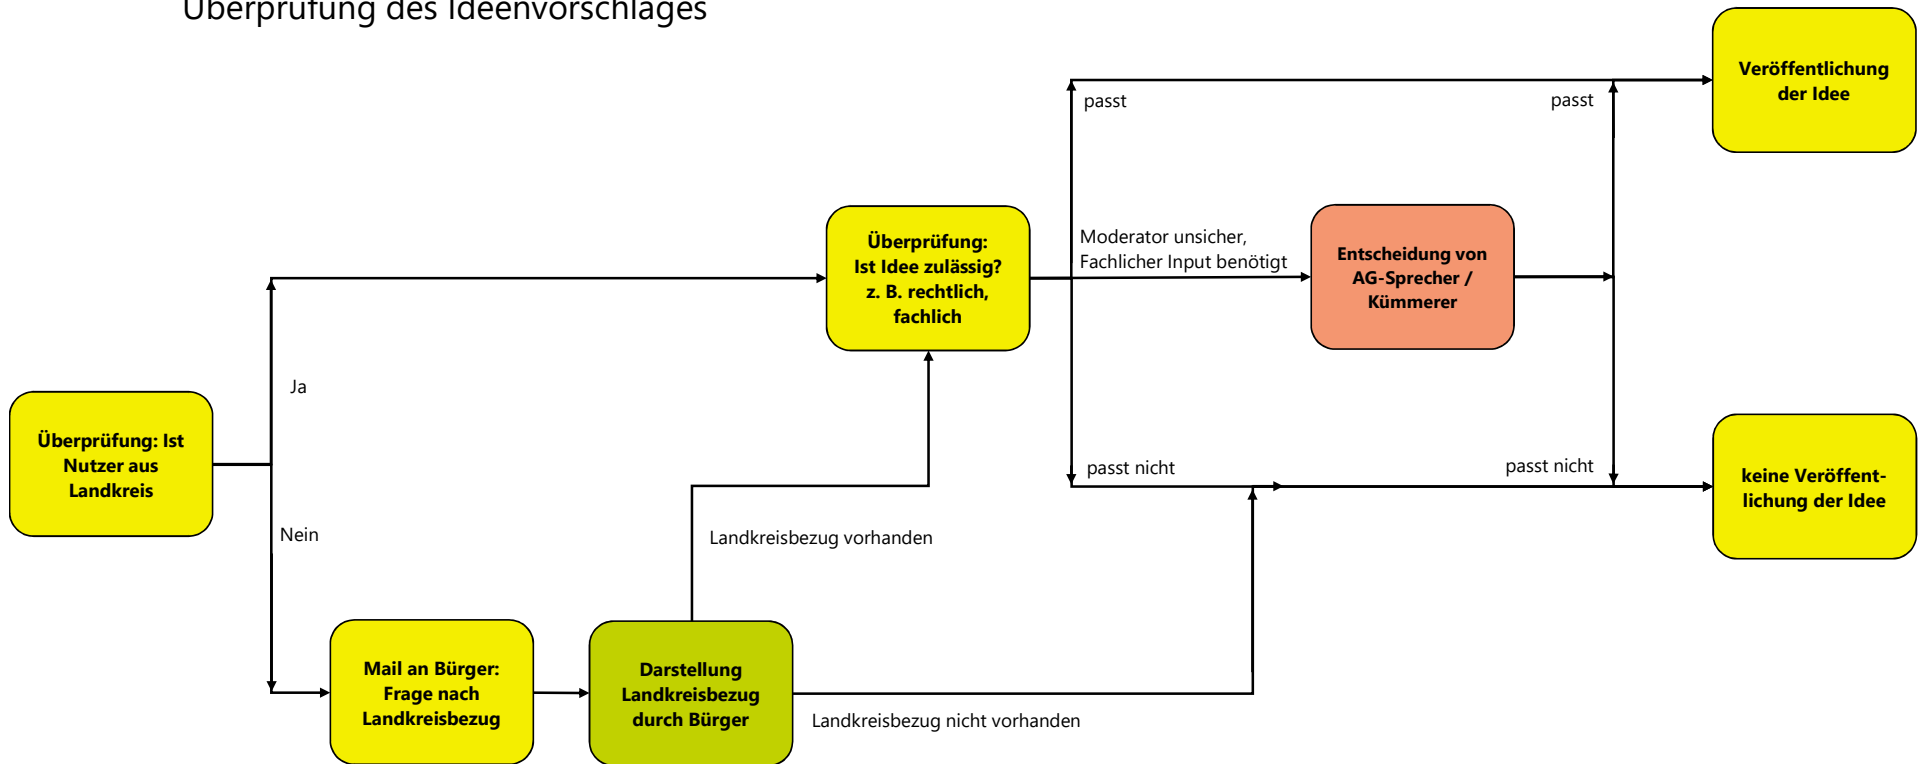 Überprüfung des Ideenvorschlages
Veröffentlichung
der Idee
passt
passt
Überprüfung:
Ist Idee zulässig?
z. B. rechtlich,
fachlich
Moderator unsicher,
Fachlicher Input benötigt
Entscheidung von
AG-Sprecher /
Kümmerer
Ja
Überprüfung: Ist
Nutzer aus
Landkreis
passt nicht
passt nicht
keine Veröffent-
lichung der Idee
Nein
Landkreisbezug vorhanden
Mail an Bürger:
Frage nach
Landkreisbezug
Darstellung
Landkreisbezug
durch Bürger
Landkreisbezug nicht vorhanden